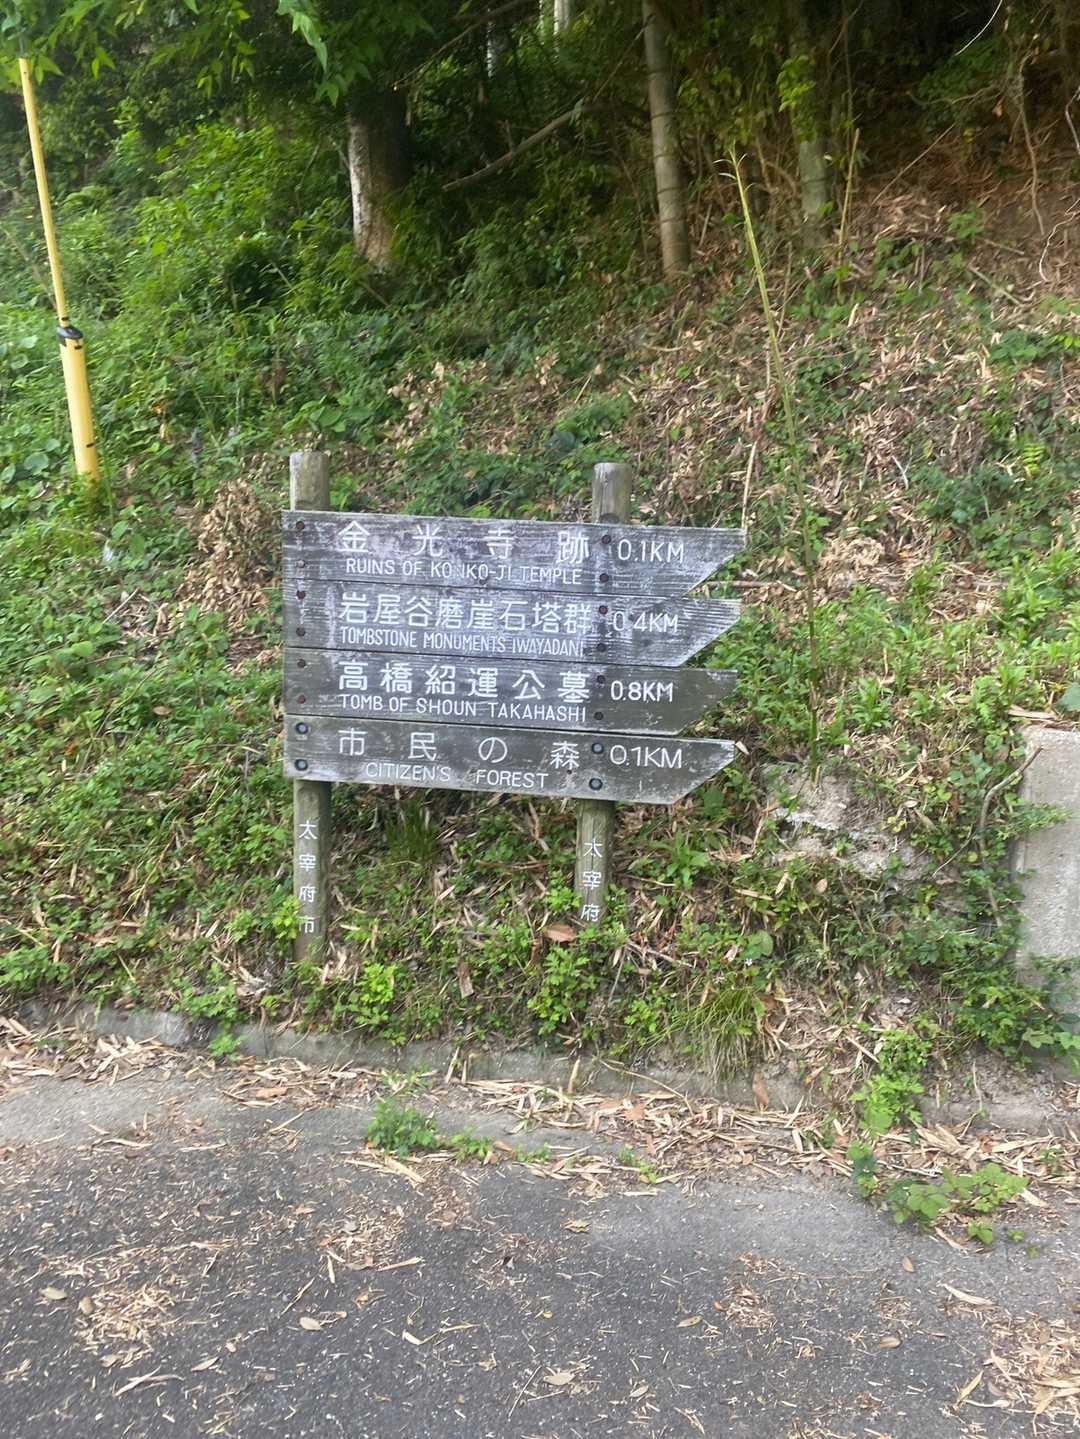 金光寺跡 0.1KM
RUINS OF KONKO-JI TEMPLE
岩屋谷磨崖石塔群 0.4KM
TOMBSTONE MONUMENTS IWAYADANI
高橋紹運公墓 0.8KM
TOMB OF SHOUN TAKAHASHI
市民の森 0.1KM
CITIZEN'S FOREST
太宰府市
太宰府